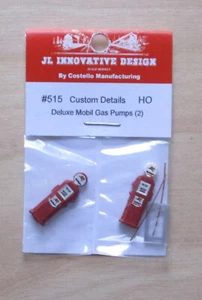 JL INNOVATIVE DESIGN
By Costello Manufacturing
#515 Custom Details HO
Deluxe Mobil Gas Pumps (2)